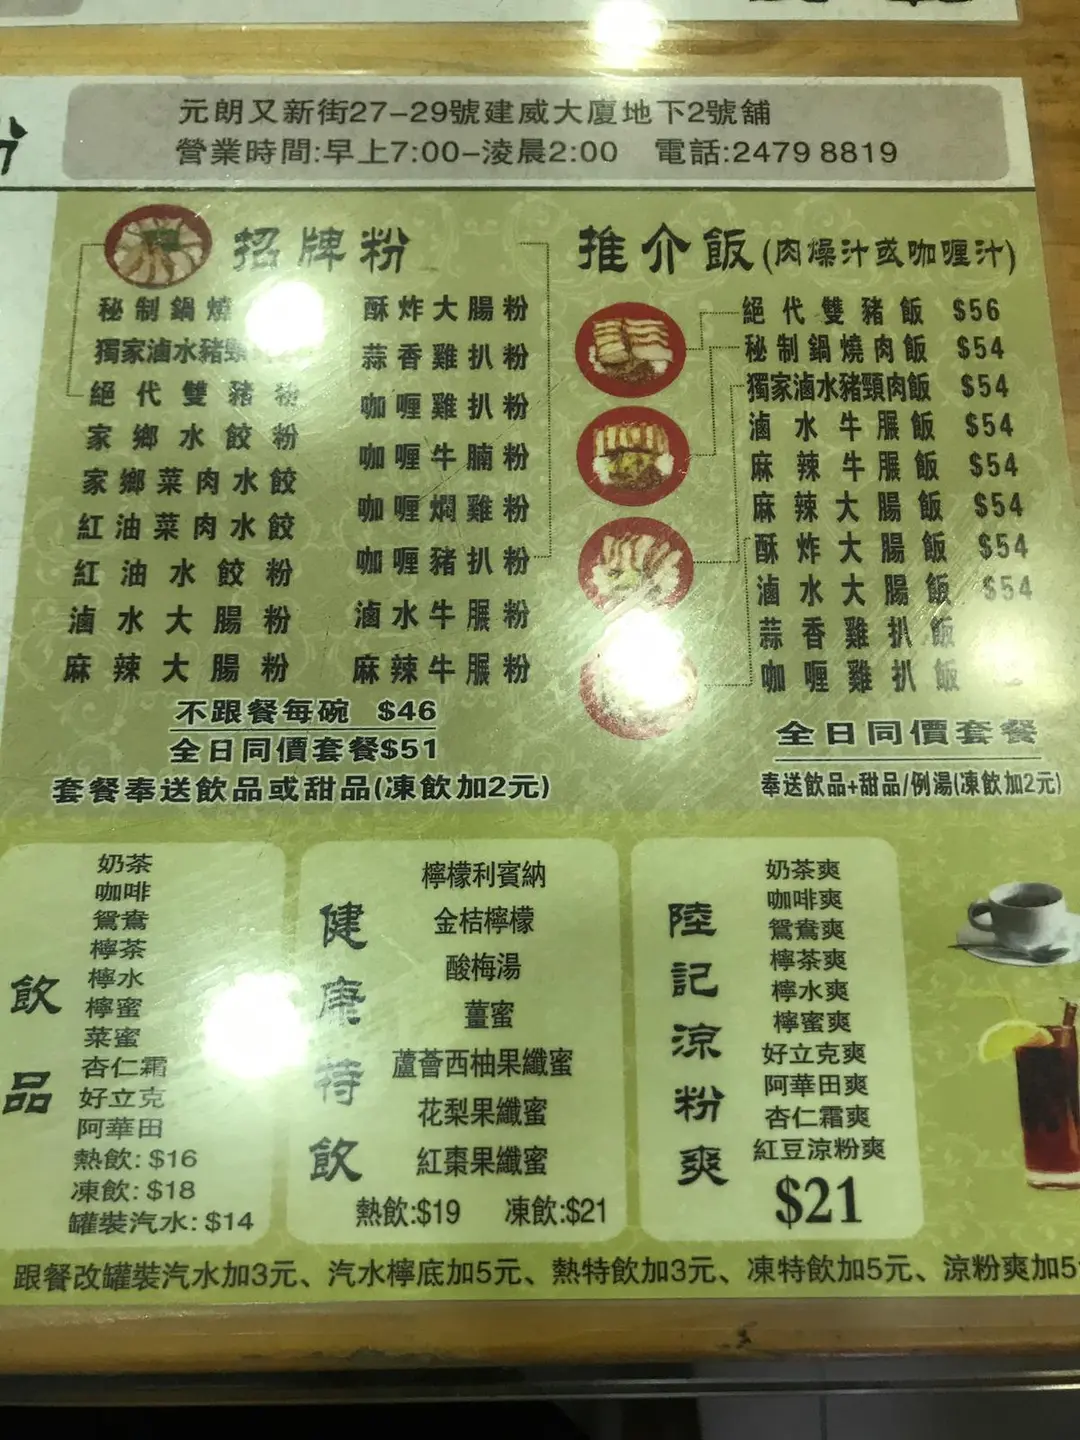 元朗又新街27-29號建威大廈地下2號舖
營業時間:早上7:00-淩晨2:00 電話:2479 8819
招牌粉
秘制鍋燒
獨家滷水豬頸
絕代雙豬粉
家鄉水餃粉
家鄉菜肉水餃
紅油菜肉水餃
紅油水餃粉
滷水大腸粉
麻辣大腸粉
酥炸大腸粉
蒜香雞扒粉
咖喱雞扒粉
咖喱牛腩粉
咖喱燜雞粉
咖喱豬扒粉
滷水牛𦟌粉
麻辣牛𦟌粉
不跟餐每碗 $46
全日同價套餐$51
套餐奉送飲品或甜品(凍飲加2元)
推介飯(肉燥汁或咖喱汁)
絕代雙豬飯 $56
秘制鍋燒肉飯 $54
獨家滷水豬頸肉飯 $54
滷水牛𦟌飯 $54
麻辣牛𦟌飯 $54
麻辣大腸飯 $54
酥炸大腸飯 $54
滷水大腸飯 $54
蒜香雞扒飯
咖喱雞扒飯
全日同價套餐
奉送飲品+甜品/例湯(凍飲加2元)
飲品
奶茶
咖啡
鴛鴦
檸茶
檸水
檸蜜
菜蜜
杏仁霜
好立克
阿華田
熱飲:$16
凍飲:$18
罐裝汽水:$14
健康特飲
檸檬利賓納
金桔檸檬
酸梅湯
薑蜜
蘆薈西柚果纖蜜
花梨果纖蜜
紅棗果纖蜜
熱飲:$19 凍飲:$21
陸記涼粉爽
奶茶爽
咖啡爽
鴛鴦爽
檸茶爽
檸水爽
檸蜜爽
好立克爽
阿華田爽
杏仁霜爽
紅豆涼粉爽
$21
跟餐改罐裝汽水加3元、汽水檸底加5元、熱特飲加3元、凍特飲加5元、涼粉爽加5